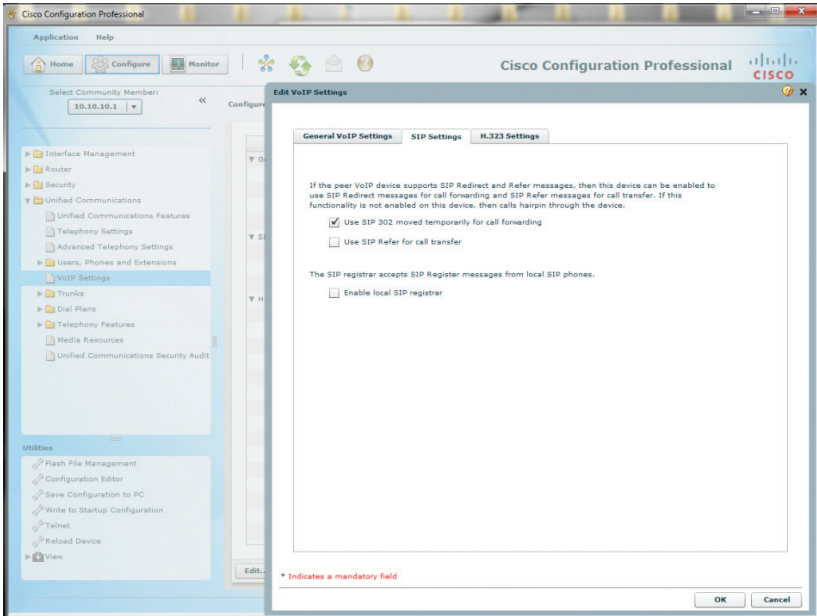 Cisco Configuration Professional
Application Help
Home Configure Monitor
Cisco Configuration Professional
CISCO
Select Community Member:
10.10.10.1
Configure
Interface Management
Router
Security
Unified Communications
Unified Communications Features
Telephony Settings
Advanced Telephony Settings
Users, Phones and Extensions
VoIP Settings
Trunks
Dial Plans
Telephony Features
Media Resources
Unified Communications Security Audit
Utilities
Flash File Management
Configuration Editor
Save Configuration to PC
Write to Startup Configuration
Telnet
Reload Device
View
Edit..
Edit VoIP Settings
General VoIP Settings SIP Settings H.323 Settings
If the peer VoIP device supports SIP Redirect and Refer messages, then this device can be enabled to
use SIP Redirect messages for call forwarding and SIP Refer messages for call transfer. If this
functionality is not enabled on this device, then calls hairpin through the device.
Use SIP 302 moved temporarily for call forwarding
Use SIP Refer for call transfer
The SIP registrar accepts SIP Register messages from local SIP phones.
Enable local SIP registrar
* Indicates a mandatory field
OK Cancel